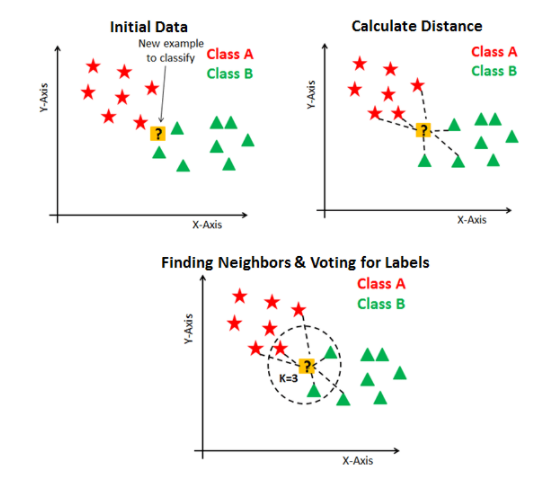 Initial Data
New example
to classify
Class A
Class B
?
Y-Axis
X-Axis
Calculate Distance
Class A
Class B
?
Y-Axis
X-Axis
Finding Neighbors & Voting for Labels
Class A
Class B
?
K=3
Y-Axis
X-Axis